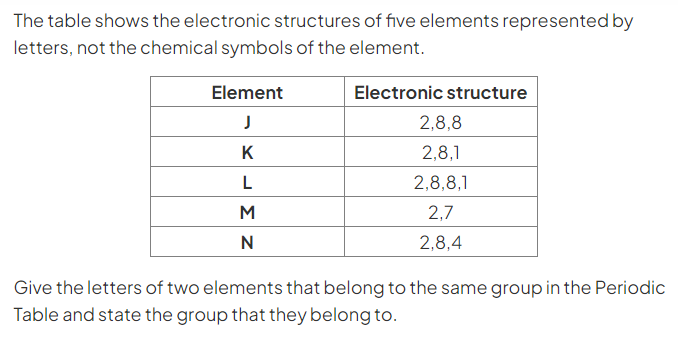 The table shows the electronic structures of five elements represented by
letters, not the chemical symbols of the element.
Element Electronic structure
J 2,8,8
K 2,8,1
L 2,8,8,1
M 2,7
N 2,8,4
Give the letters of two elements that belong to the same group in the Periodic
Table and state the group that they belong to.